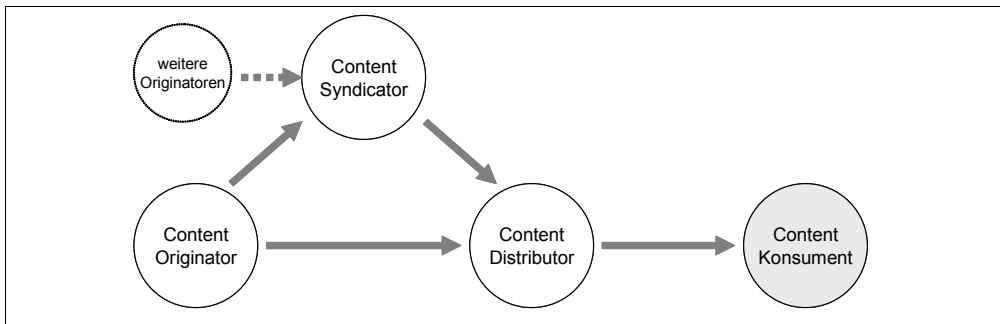 weitere
Originatoren
Content
Syndicator
Content
Originator
Content
Distributor
Content
Konsument